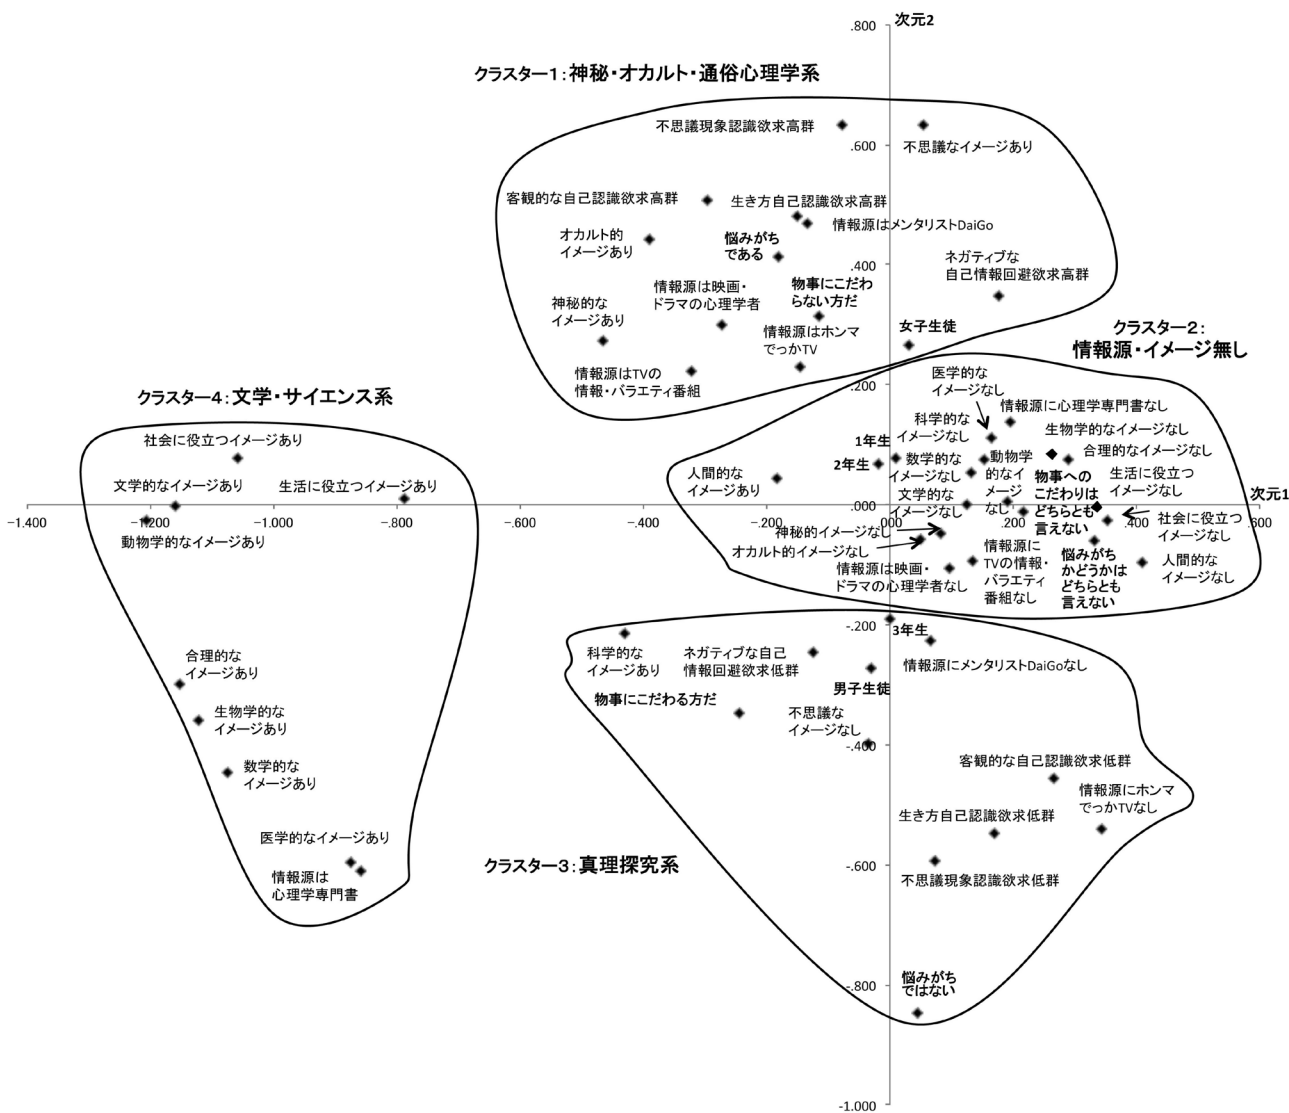 次元2
.800
クラスター1：神秘・オカルト・通俗心理学系
不思議現象認識欲求高群
.600
不思議なイメージあり
客観的な自己認識欲求高群
生き方自己認識欲求高群
情報源はメンタリストDaiGo
オカルト的
イメージあり
悩みがち
である
.400
ネガティブな
自己情報回避欲求高群
情報源は映画・
ドラマの心理学者
物事にこだわ
らない方だ
神秘的な
イメージあり
女子生徒
情報源はホンマ
でっかTV
情報源はTVの
情報・バラエティ番組
クラスター2：
情報源・イメージ無し
.200
医学的な
イメージなし
情報源に心理学専門書なし
科学的な
イメージなし
生物学的なイメージなし
1年生
2年生
合理的なイメージなし
数学的な
イメージなし
動物学
的なイ
メージ
なし
物事への
こだわりは
どちらとも
言えない
生活に役立つ
イメージなし
人間的な
イメージあり
文学的な
イメージなし
次元1
クラスター4：文学・サイエンス系
社会に役立つイメージあり
文学的なイメージあり
生活に役立つイメージあり
動物学的なイメージあり
-1.400
-1.200
-1.000
-.800
-.600
-.400
-.200
.000
.000
.200
.400
.600
社会に役立つ
イメージなし
神秘的イメージなし
オカルト的イメージなし
情報源は映画・
ドラマの心理学者なし
情報源に
TVの情報・
バラエティ
番組なし
悩みがち
かどうかは
どちらとも
言えない
人間的な
イメージなし
-.200
3年生
情報源にメンタリストDaiGoなし
科学的な
イメージあり
ネガティブな自己
情報回避欲求低群
男子生徒
物事にこだわる方だ
不思議な
イメージなし
-.400
合理的な
イメージあり
生物学的な
イメージあり
数学的な
イメージあり
医学的なイメージあり
情報源は
心理学専門書
客観的な自己認識欲求低群
情報源にホンマ
でっかTVなし
生き方自己認識欲求低群
クラスター3：真理探究系
-.600
不思議現象認識欲求低群
悩みがち
ではない
-.800
-1.000